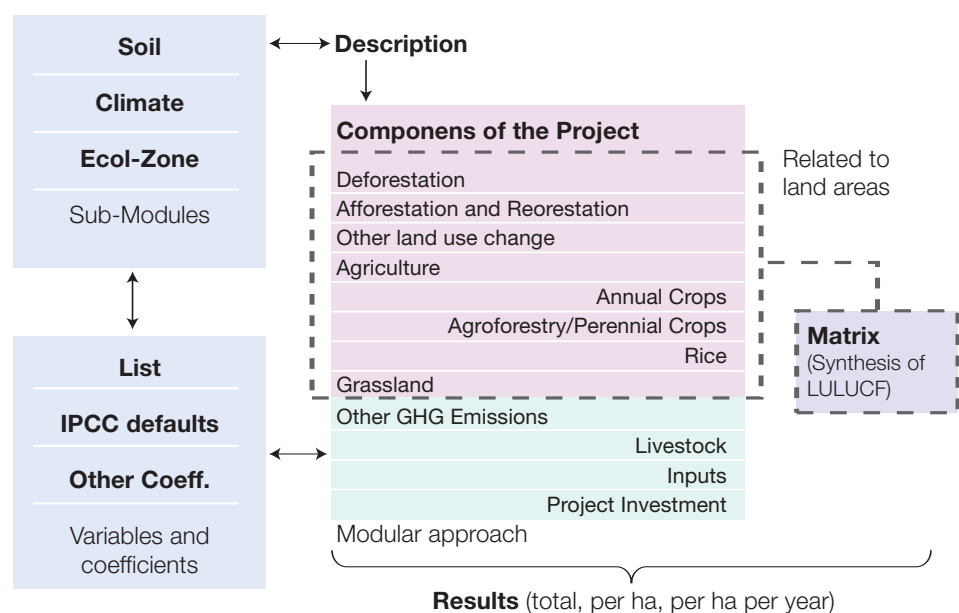 Soil
Climate
Ecol-Zone
Sub-Modules
Description
Componens of the Project
Deforestation
Afforestation and Reorestation
Other land use change
Agriculture
Annual Crops
Agroforestry/Perennial Crops
Rice
Grassland
Other GHG Emissions
Livestock
Inputs
Project Investment
Modular approach
Related to
land areas
Matrix
(Synthesis of
LULUCF)
List
IPCC defaults
Other Coeff.
Variables and
coefficients
Results (total, per ha, per ha per year)